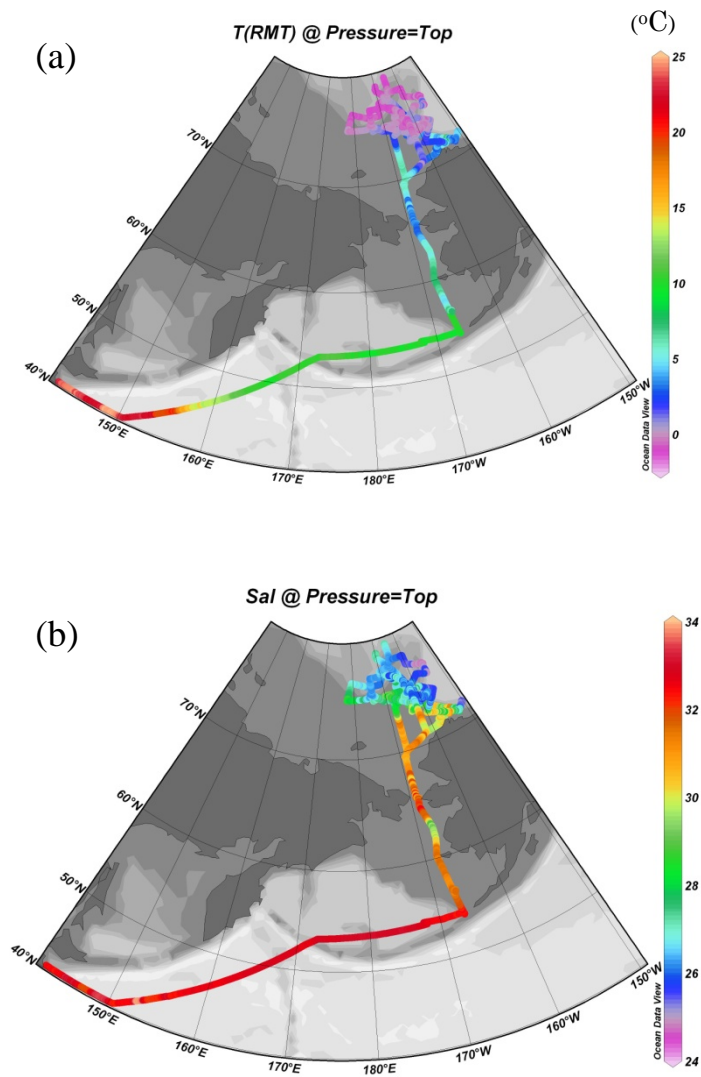 (°C)
T(RMT) @ Pressure=Top
(a)
25
20
15
10
5
0
Ocean Data View
70°N
60°N
50°N
40°N
150°E
160°E
170°E
180°E
170°W
160°W
150°W
Sal @ Pressure=Top
(b)
34
32
30
28
26
24
Ocean Data View
70°N
60°N
50°N
40°N
150°E
160°E
170°E
180°E
170°W
160°W
150°W